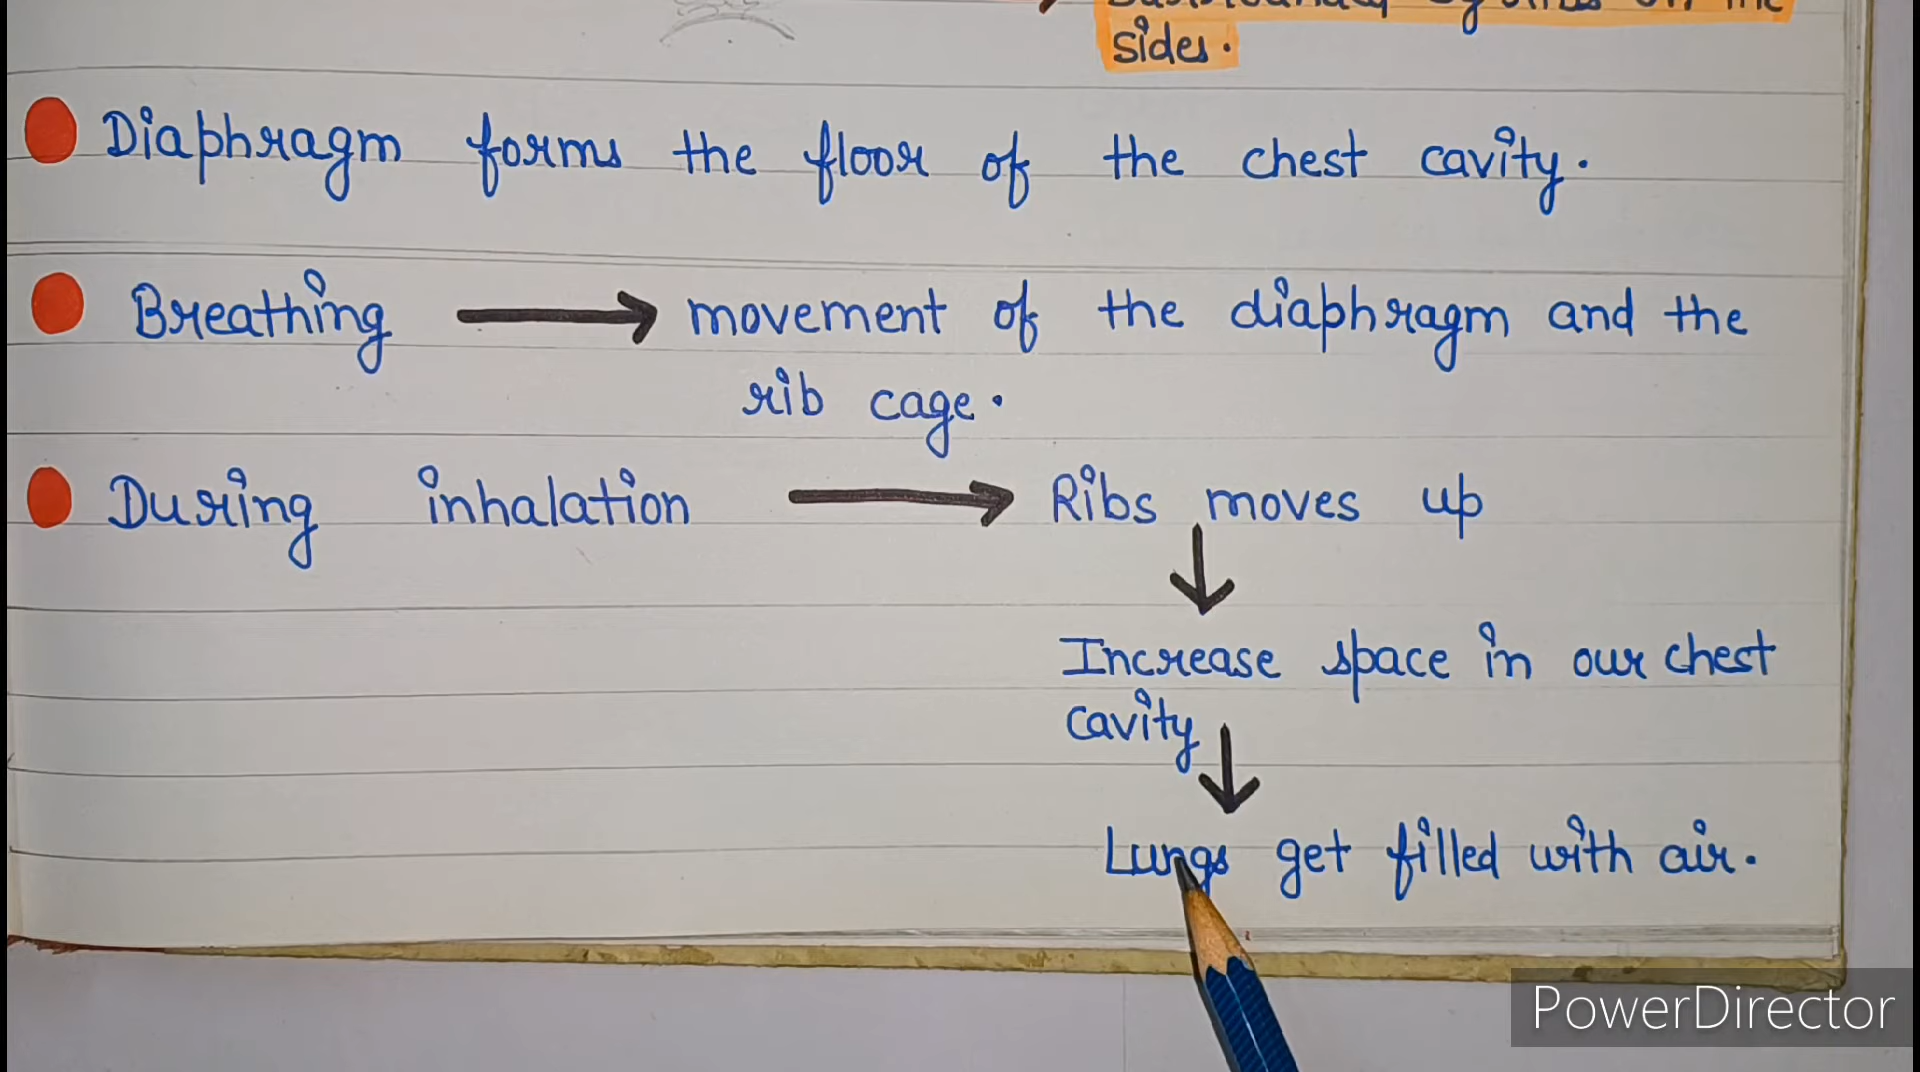 sides.
Diaphragm forms the floor of the chest cavity.
Breathing → movement of the diaphragm and the
rib cage.
During inhalation → Ribs moves up
↓
Increase space in our chest
cavity
↓
Lungs get filled with air.
PowerDirector